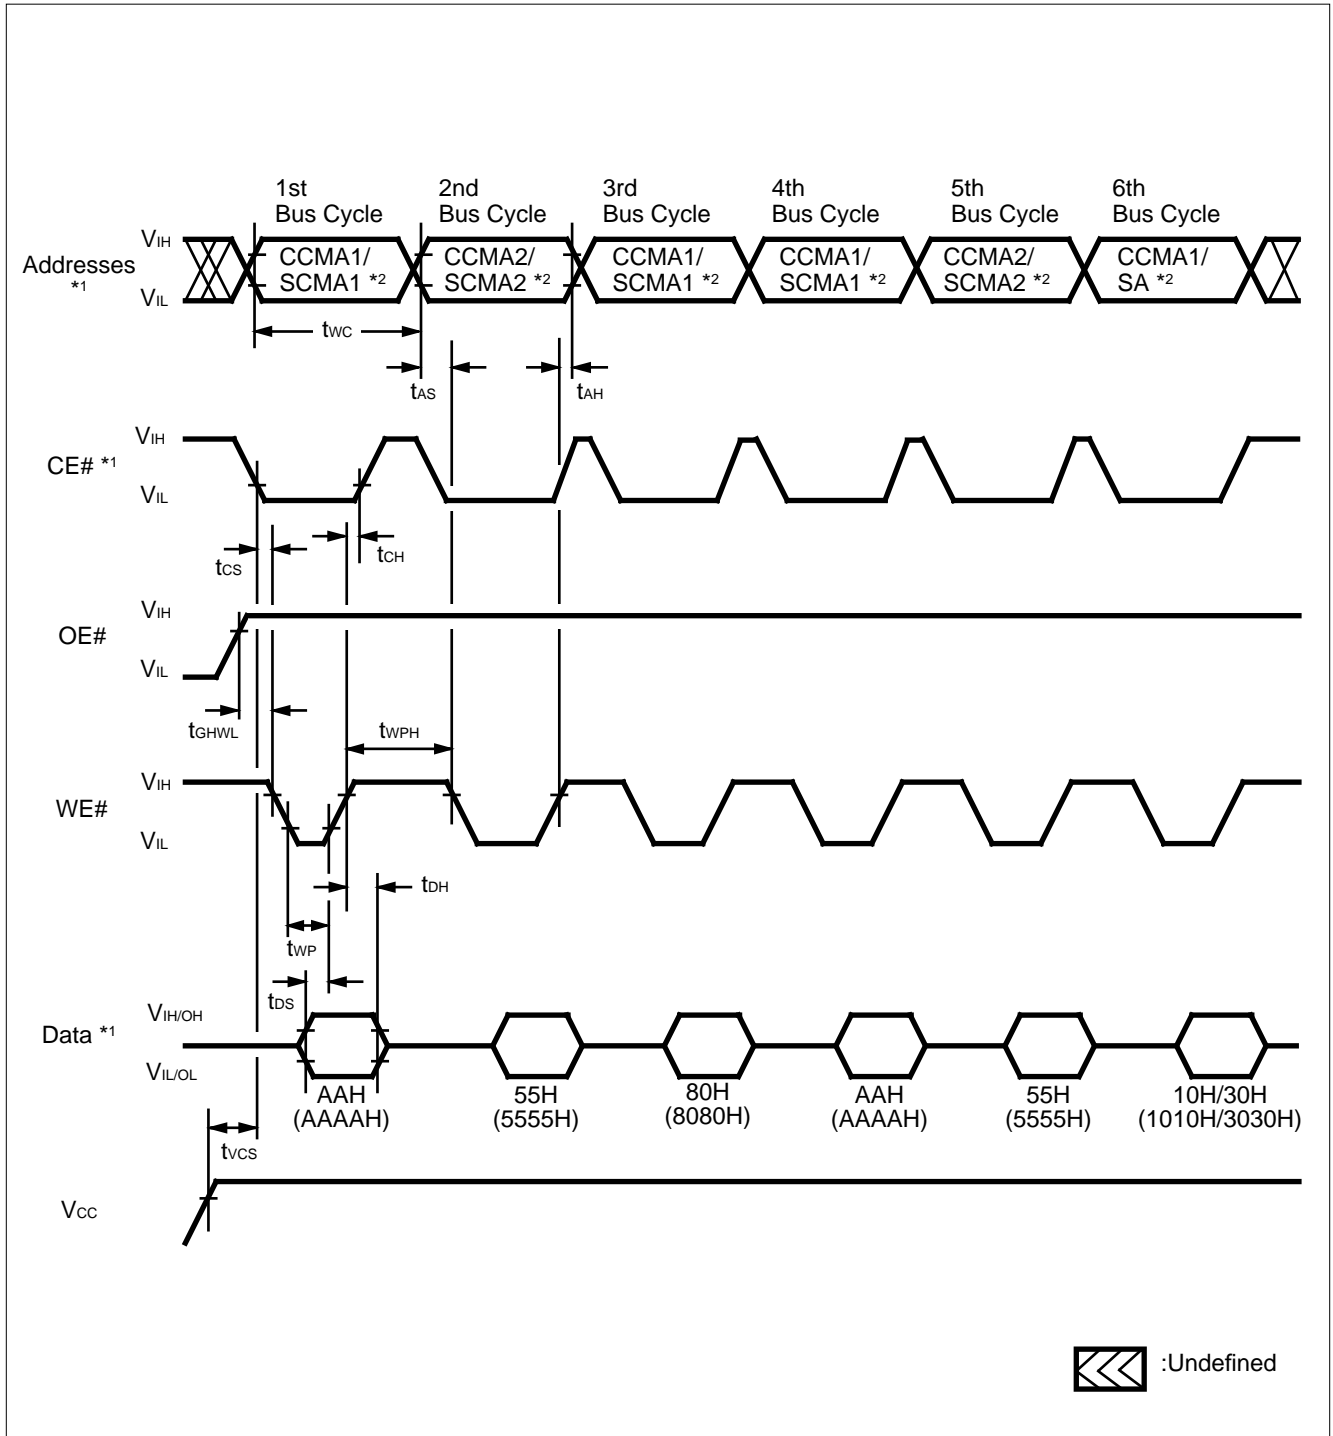 1st
Bus Cycle
2nd
Bus Cycle
3rd
Bus Cycle
4th
Bus Cycle
5th
Bus Cycle
6th
Bus Cycle
Addresses
*1
VIH
VIL
CCMA1/
SCMA1 *2
CCMA2/
SCMA2 *2
CCMA1/
SCMA1 *2
CCMA1/
SCMA1 *2
CCMA2/
SCMA2 *2
CCMA1/
SA *2
tWC
tAS
tAH
CE# *1
VIH
VIL
tCS
tCH
OE#
VIH
VIL
tGHWL
tWPH
WE#
VIH
VIL
tDH
tWP
tDS
Data *1
VIH/OH
VIL/OL
AAH
(AAAAH)
55H
(5555H)
80H
(8080H)
AAH
(AAAAH)
55H
(5555H)
10H/30H
(1010H/3030H)
tVCS
VCC
:Undefined